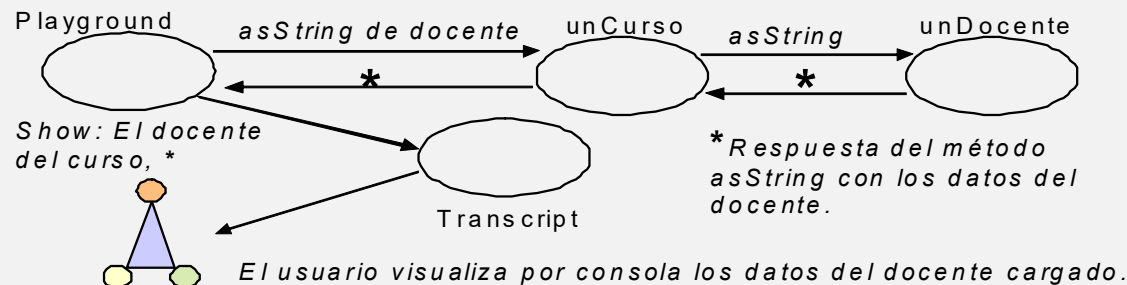 Playground
asString de docente
unCurso
asString
unDocente
*
*
Show: El docente
del curso, *
Transcript
*Respuesta del método
asString con los datos del
docente.
El usuario visualiza por consola los datos del docente cargado.